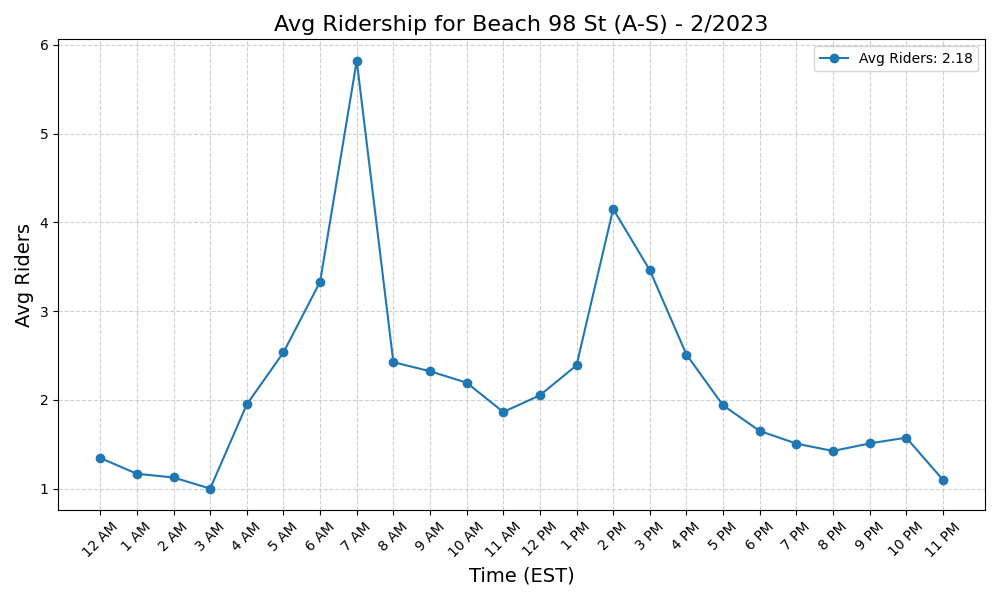 Avg Ridership for Beach 98 St (A-S) - 2/2023
Avg Riders: 2.18
6
5
4
3
2
1
Avg Riders
12 AM
1 AM
2 AM
3 AM
4 AM
5 AM
6 AM
7 AM
8 AM
9 AM
10 AM
11 AM
12 PM
1 PM
2 PM
3 PM
4 PM
5 PM
6 PM
7 PM
8 PM
9 PM
10 PM
11 PM
Time (EST)